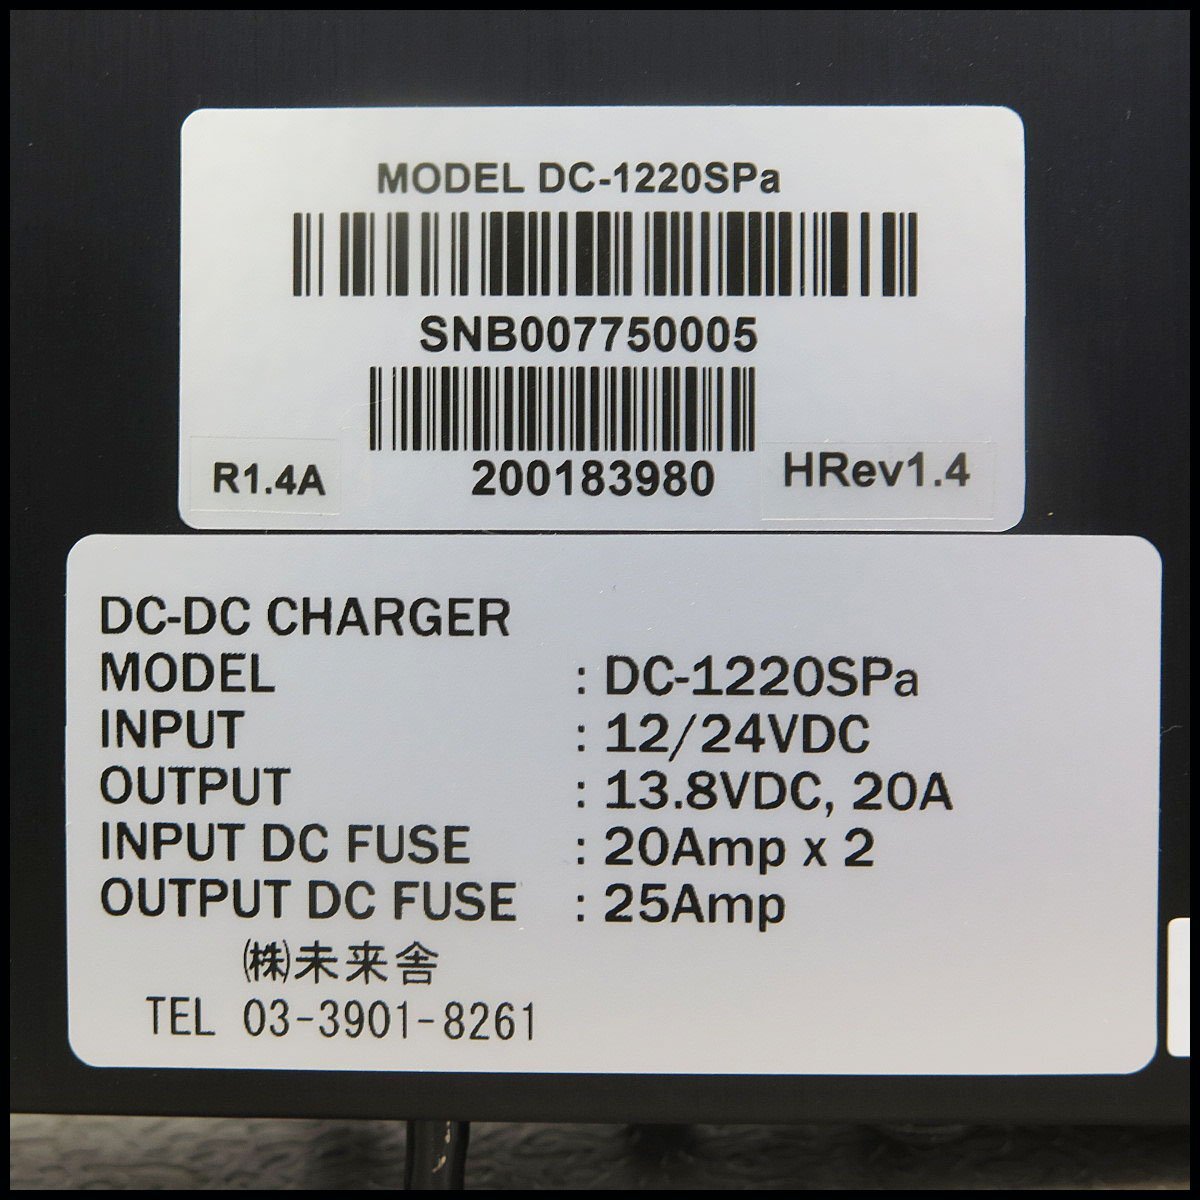 MODEL DC-1220SPa
SNB007750005
200183980
R1.4A
HRev1.4
DC-DC CHARGER
MODEL : DC-1220SPa
INPUT : 12/24VDC
OUTPUT : 13.8VDC, 20A
INPUT DC FUSE : 20Amp x 2
OUTPUT DC FUSE : 25Amp
㈱未来舎
TEL 03-3901-8261